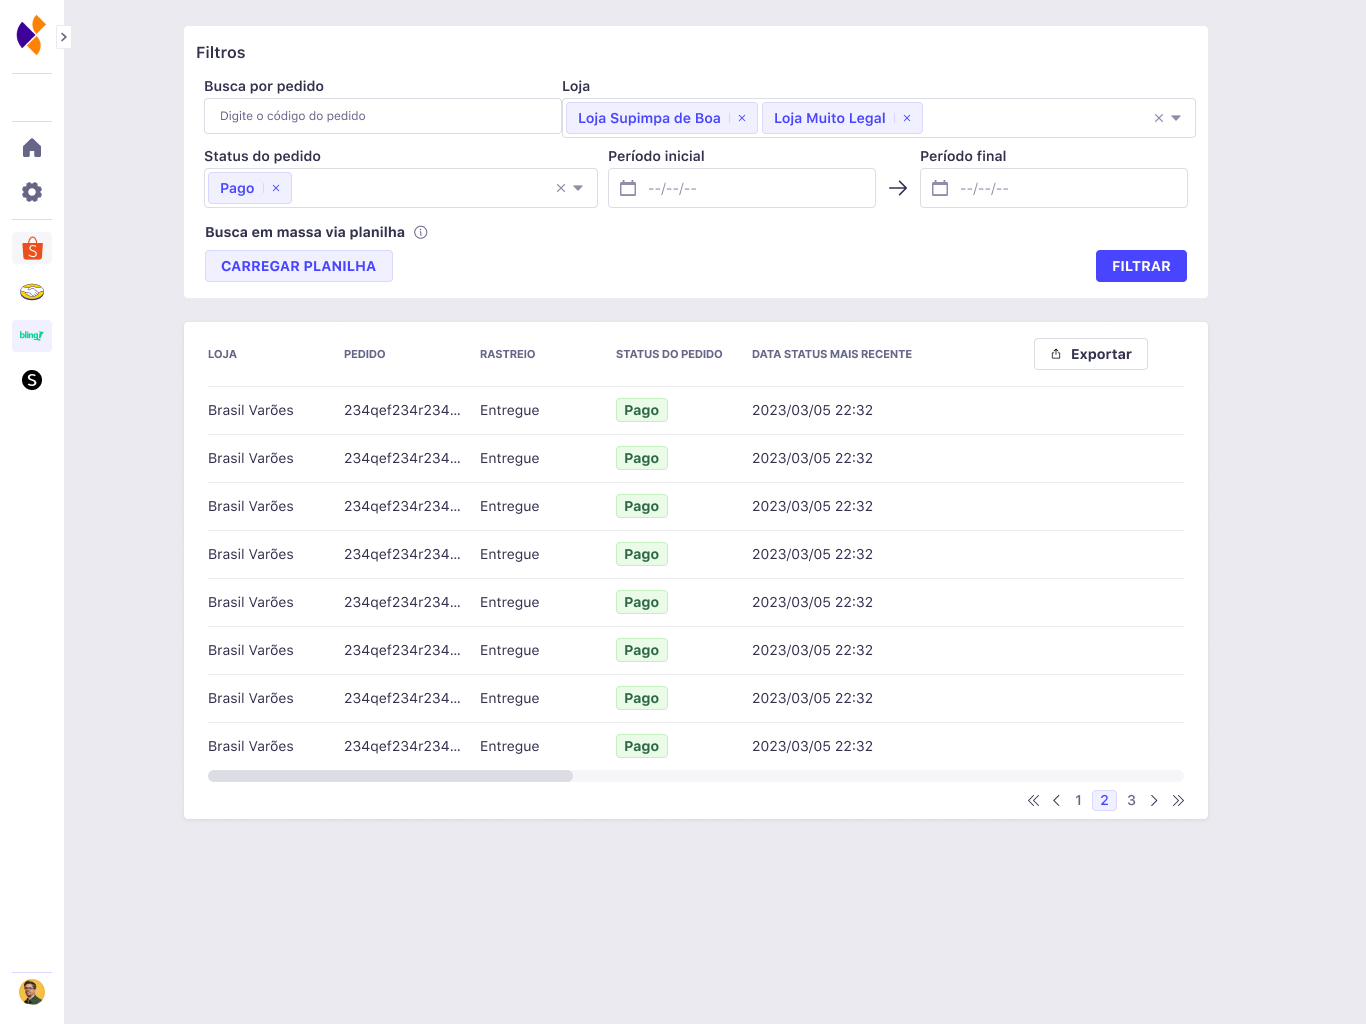 Filtros
Busca por pedido
Loja
Digite o código do pedido
Loja Supimpa de Boa
Loja Muito Legal
Status do pedido
Período inicial
Período final
Pago
--/--/--
--/--/--
Busca em massa via planilha
CARREGAR PLANILHA
FILTRAR
bling!
S
S
LOJA PEDIDO RASTREIO STATUS DO PEDIDO DATA STATUS MAIS RECENTE Exportar
Brasil Varões 234qef234r234... Entregue Pago 2023/03/05 22:32
Brasil Varões 234qef234r234... Entregue Pago 2023/03/05 22:32
Brasil Varões 234qef234r234... Entregue Pago 2023/03/05 22:32
Brasil Varões 234qef234r234... Entregue Pago 2023/03/05 22:32
Brasil Varões 234qef234r234... Entregue Pago 2023/03/05 22:32
Brasil Varões 234qef234r234... Entregue Pago 2023/03/05 22:32
Brasil Varões 234qef234r234... Entregue Pago 2023/03/05 22:32
Brasil Varões 234qef234r234... Entregue Pago 2023/03/05 22:32
1 2 3